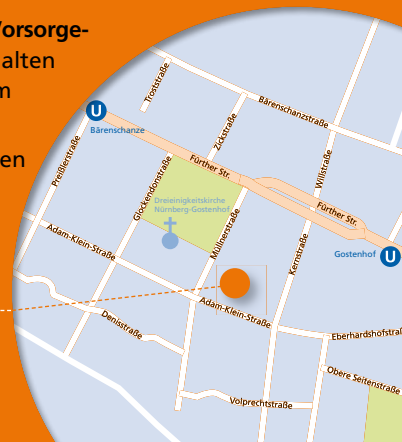 Vorsorge-
alten
en
Troststraße
Bärenschanzstraße
U
Bärenschanze
Zickstraße
Preißlerstraße
Fürther Str.
Willstraße
Glockendonstraße
Dreieinigkeitskirche
Nürnberg-Gostenhof
Fürther Str.
Müllnerstraße
Adam-Klein-Straße
Kernstraße
Gostenhof
U
Adam-Klein-Straße
Denisstraße
Eberhardshofstraße
Obere Seitenstraße
Volprechtstraße